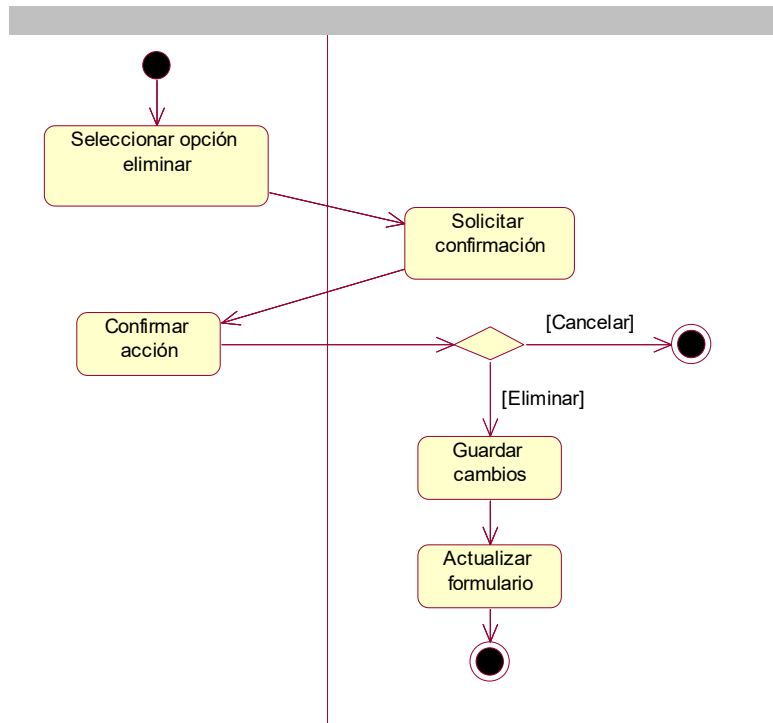 Seleccionar opción
eliminar
Solicitar
confirmación
Confirmar
acción
[Cancelar]
[Eliminar]
Guardar
cambios
Actualizar
formulario